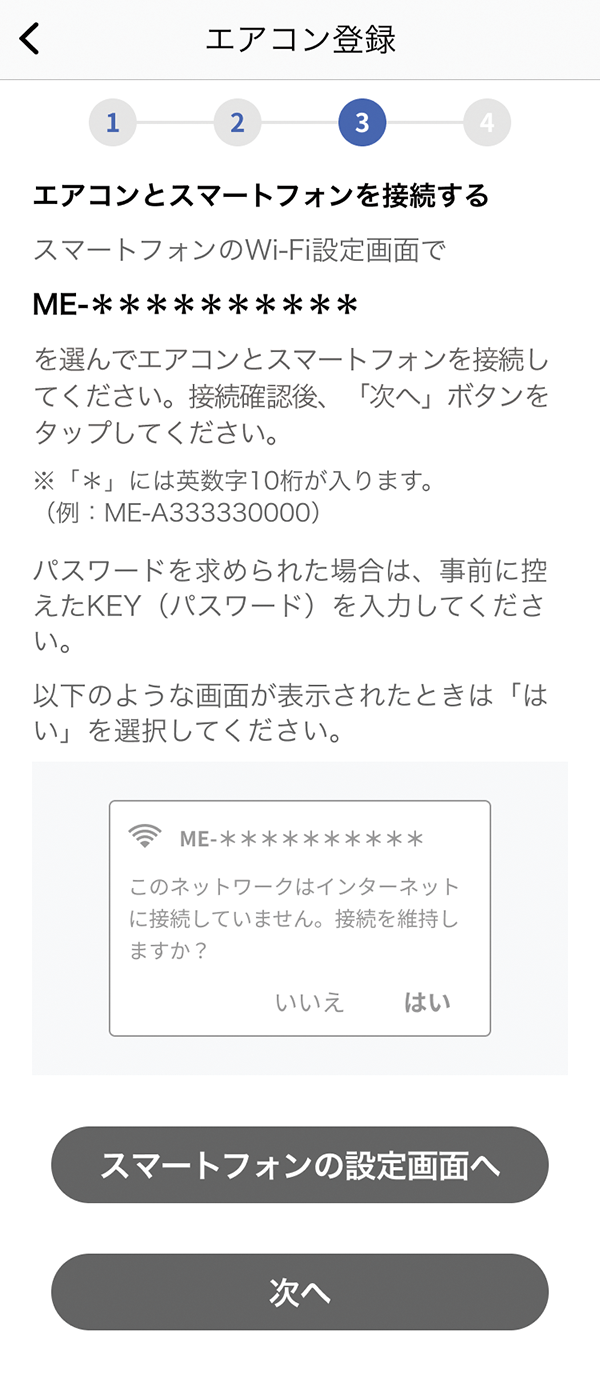 エアコン登録
1 2 3 4
エアコンとスマートフォンを接続する
スマートフォンのWi-Fi設定画面で
ME-＊＊＊＊＊＊＊＊＊＊
を選んでエアコンとスマートフォンを接続し
てください。接続確認後、「次へ」ボタンを
タップしてください。
※「＊」には英数字10桁が入ります。
（例：ME-A333330000）
パスワードを求められた場合は、事前に控
えたKEY（パスワード）を入力してくださ
い。
以下のような画面が表示されたときは「は
い」を選択してください。
ME-＊＊＊＊＊＊＊＊＊＊
このネットワークはインターネット
に接続していません。接続を維持し
ますか？
いいえ はい
スマートフォンの設定画面へ
次へ